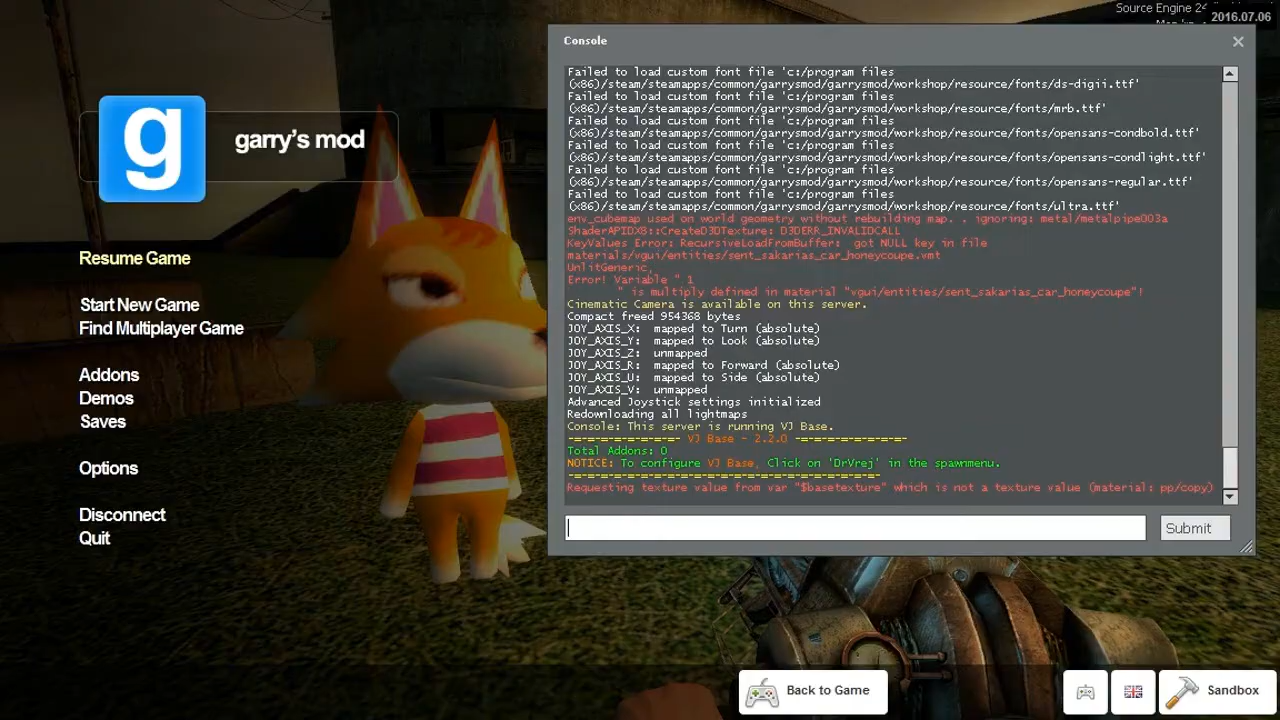 Source Engine 24
2016.07.06
Console
g
garry's mod
Resume Game
Start New Game
Find Multiplayer Game
Addons
Demos
Saves
Options
Disconnect
Quit
Failed to load custom font file 'c:/program files
(x86)/steam/steamapps/common/garrysmod/workshop/resource/fonts/ds-digii.ttf'
Failed to load custom font file 'c:/program files
(x86)/steam/steamapps/common/garrysmod/workshop/resource/fonts/mrb.ttf'
Failed to load custom font file 'c:/program files
(x86)/steam/steamapps/common/garrysmod/workshop/resource/fonts/opensans-condbold.ttf'
Failed to load custom font file 'c:/program files
(x86)/steam/steamapps/common/garrysmod/workshop/resource/fonts/opensans-condlight.ttf'
Failed to load custom font file 'c:/program files
(x86)/steam/steamapps/common/garrysmod/workshop/resource/fonts/opensans-regular.ttf'
Failed to load custom font file 'c:/program files
(x86)/steam/steamapps/common/garrysmod/workshop/resource/fonts/ultra.ttf'
env_cubemap used on world geometry without rebuilding map. . ignoring: metal/metalpipe003a
ShaderAPIDX8::CreateD3DTexture: D3DERR_INVALIDCALL
KeyValues Error: RecursiveLoadFromBuffer:  got NULL key in file
materials/vgui/entities/sent_sakarias_car_honeycoupe.vmt
UnlitGeneric,
Error! Variable " 1
" is multiply defined in material "vgui/entities/sent_sakarias_car_honeycoupe"!
Cinematic Camera is available on this server.
Compact freed 954368 bytes
JOY_AXIS_X:  mapped to Turn (absolute)
JOY_AXIS_Y:  mapped to Look (absolute)
JOY_AXIS_Z:  unmapped
JOY_AXIS_R:  mapped to Forward (absolute)
JOY_AXIS_U:  mapped to Side (absolute)
JOY_AXIS_V:  unmapped
Advanced Joystick settings initialized
Redownloading all lightmaps
Console: This server is running VJ Base.
-=-=-=-=-=-=-=-=- VJ Base - 2.2.0 -=-=-=-=-=-=-=-=-
Total Addons: 0
NOTICE: To configure VJ Base, Click on 'DrVrej' in the spawnmenu.
-=-=-=-=-=-=-=-=-=-=-=-=-=-=-=-=-=-=-=-=-=-=-=-
Requesting texture value from var "$basetexture" which is not a texture value (material: pp/copy)
Submit
Back to Game
Sandbox